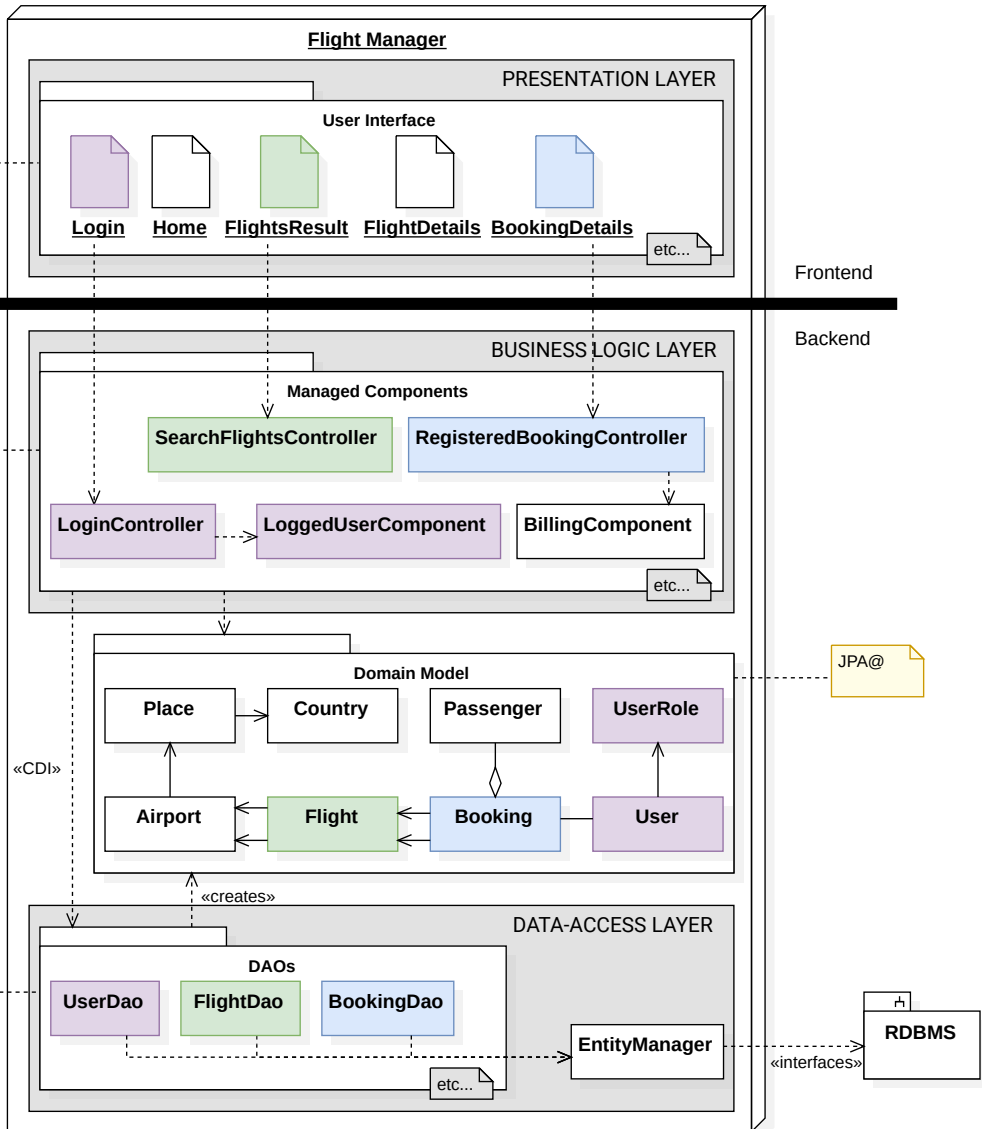 Flight Manager
PRESENTATION LAYER
User Interface
Login
Home
FlightsResult
FlightDetails
BookingDetails
etc...
Frontend
Backend
BUSINESS LOGIC LAYER
Managed Components
SearchFlightsController
RegisteredBookingController
LoginController
LoggedUserComponent
BillingComponent
etc...
Domain Model
JPA@
Place
Country
Passenger
UserRole
«CDI»
Airport
Flight
Booking
User
«creates»
DATA-ACCESS LAYER
DAOs
UserDao
FlightDao
BookingDao
EntityManager
RDBMS
«interfaces»
etc...